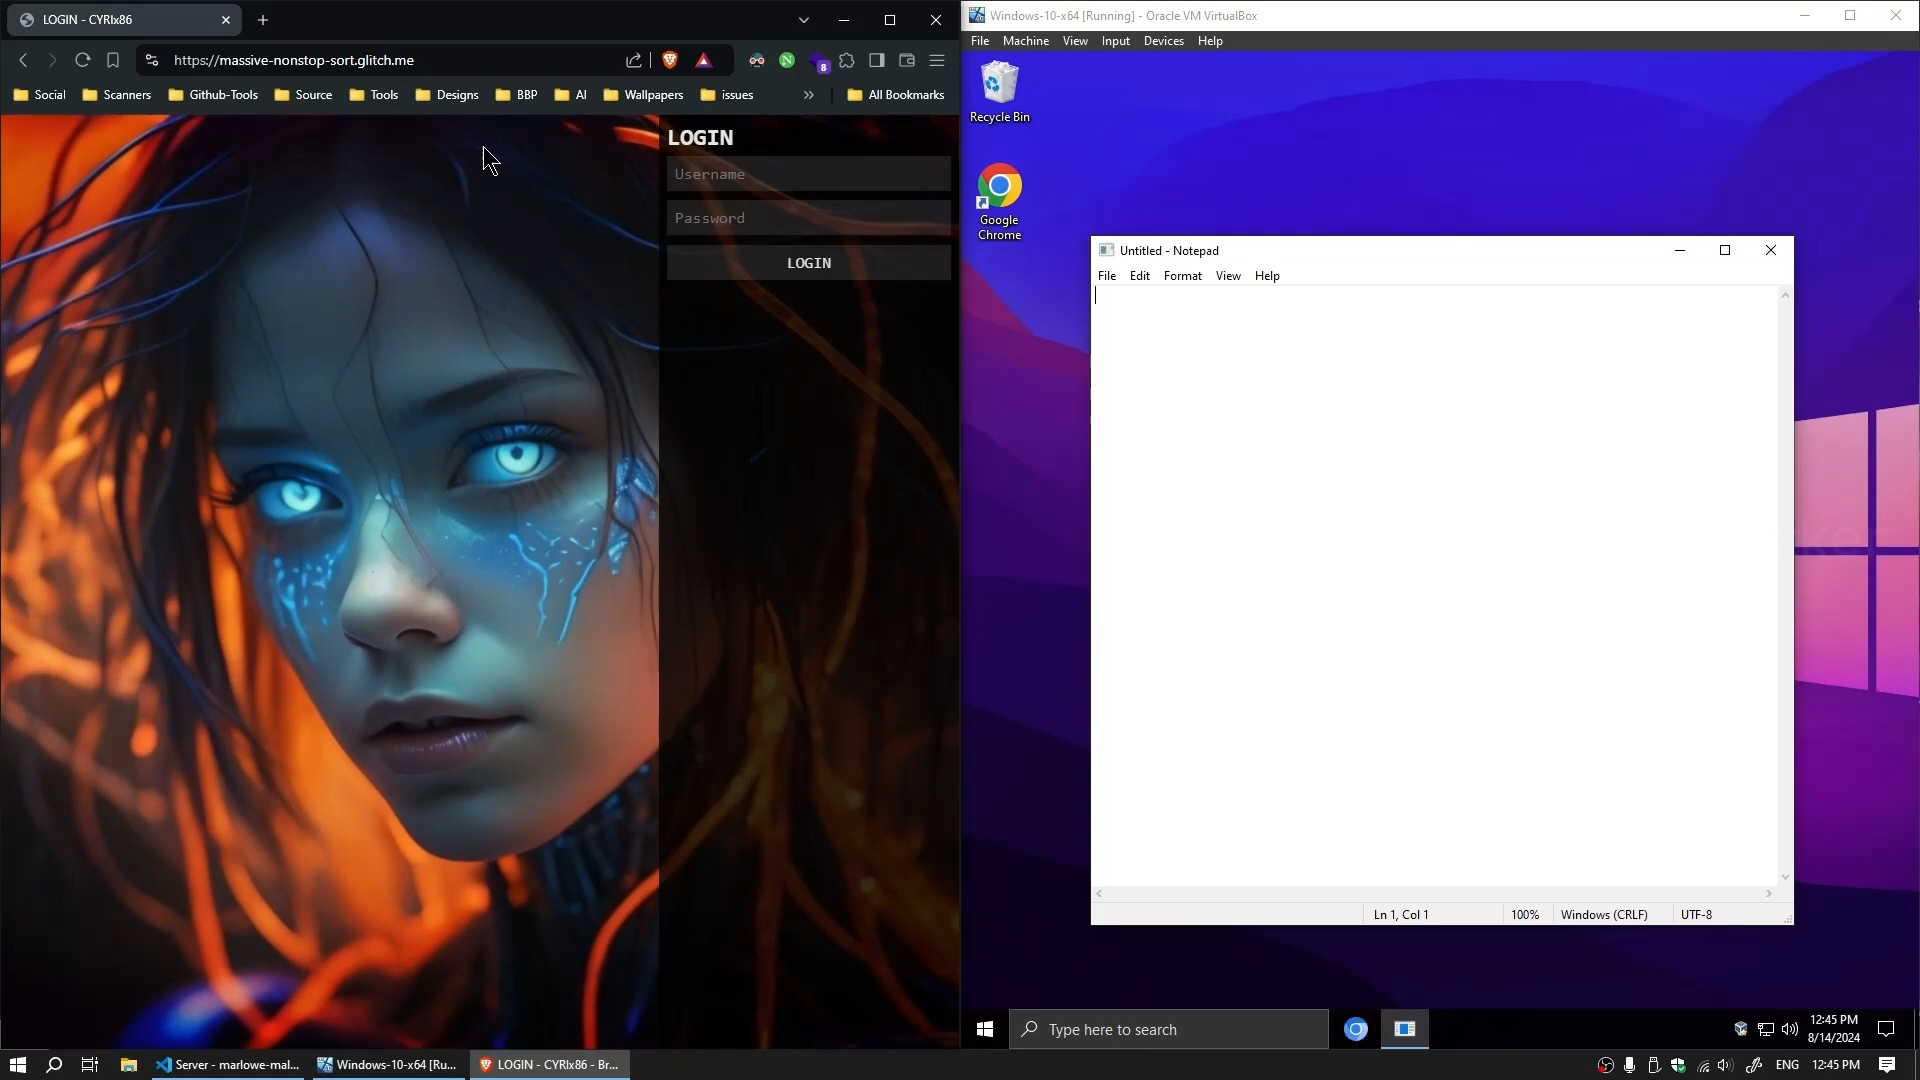 LOGIN - CYRIx86
https://massive-nonstop-sort.glitch.me
8
Social
Scanners
Github-Tools
Source
Tools
Designs
BBP
AI
Wallpapers
issues
All Bookmarks
LOGIN
Username
Password
LOGIN
Windows-10-x64 [Running] - Oracle VM VirtualBox
File Machine View Input Devices Help
Recycle Bin
Google
Chrome
Untitled - Notepad
File Edit Format View Help
Ln 1, Col 1
100%
Windows (CRLF)
UTF-8
Type here to search
12:45 PM
8/14/2024
Server - marlowe-mal...
Windows-10-x64 [Ru...
LOGIN - CYRIx86 - Br...
ENG
12:45 PM